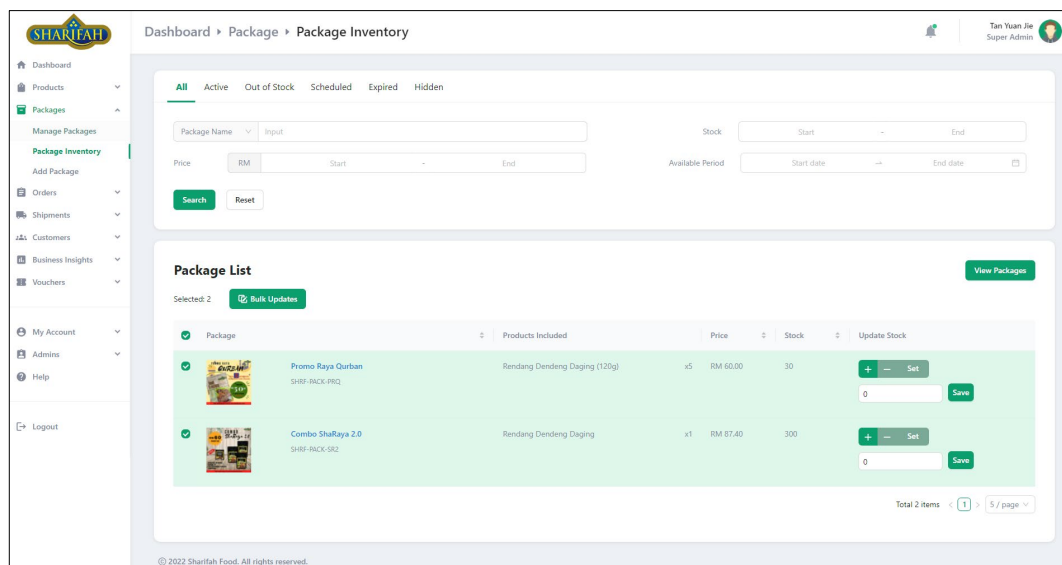 SHARIFAH
Dashboard ▸ Package ▸ Package Inventory
Tan Yuan Jie
Super Admin
Dashboard
Products
Packages
Manage Packages
Package Inventory
Add Package
Orders
Shipments
Customers
Business Insights
Vouchers
My Account
Admins
Help
Logout
All Active Out of Stock Scheduled Expired Hidden
Package Name Input Stock Start - End
Price RM Start - End Available Period Start date → End date
Search Reset
Package List View Packages
Selected: 2 Bulk Updates
Package Products Included Price Stock Update Stock
Promo Raya Qurban Rendang Dendeng Daging (120g) x5 RM 60.00 30 + − Set
SHRF-PACK-PRQ
0 Save
Combo ShaRaya 2.0 Rendang Dendeng Daging x1 RM 87.40 300 + − Set
SHRF-PACK-SR2
0 Save
Total 2 items < 1 > 5 / page
© 2022 Sharifah Food. All rights reserved.